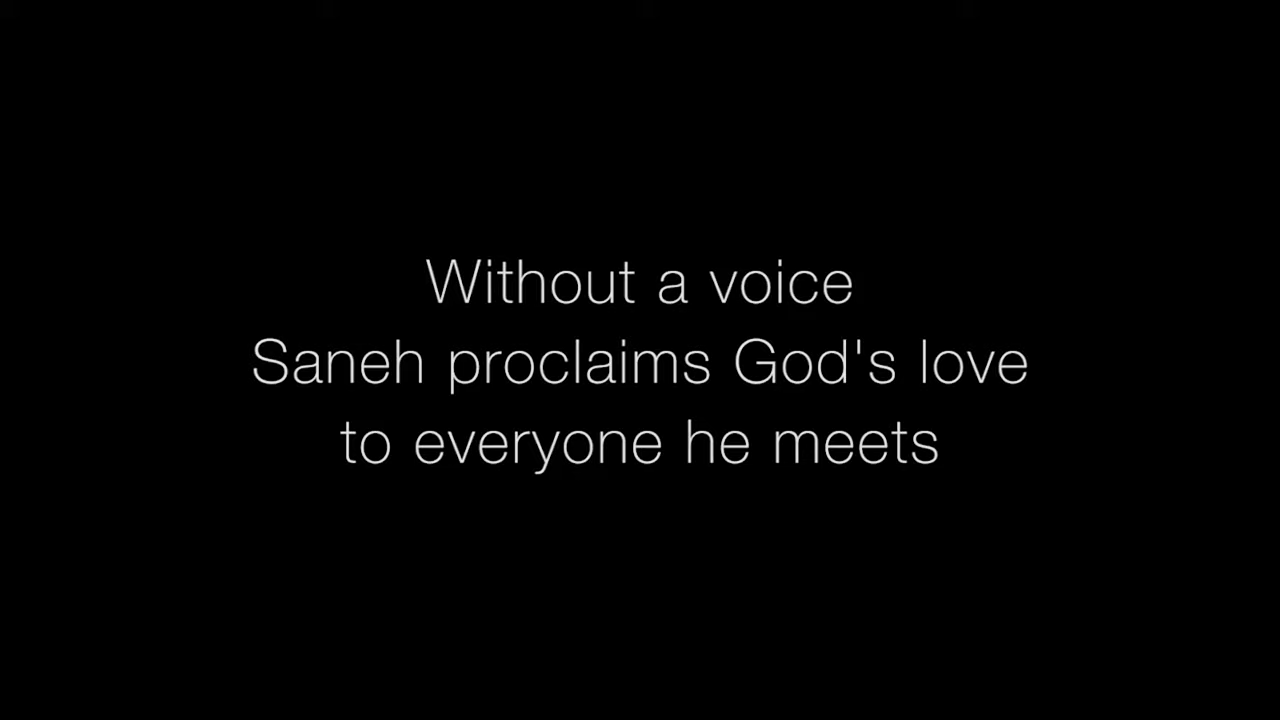 Without a voice
Saneh proclaims God's love
to everyone he meets